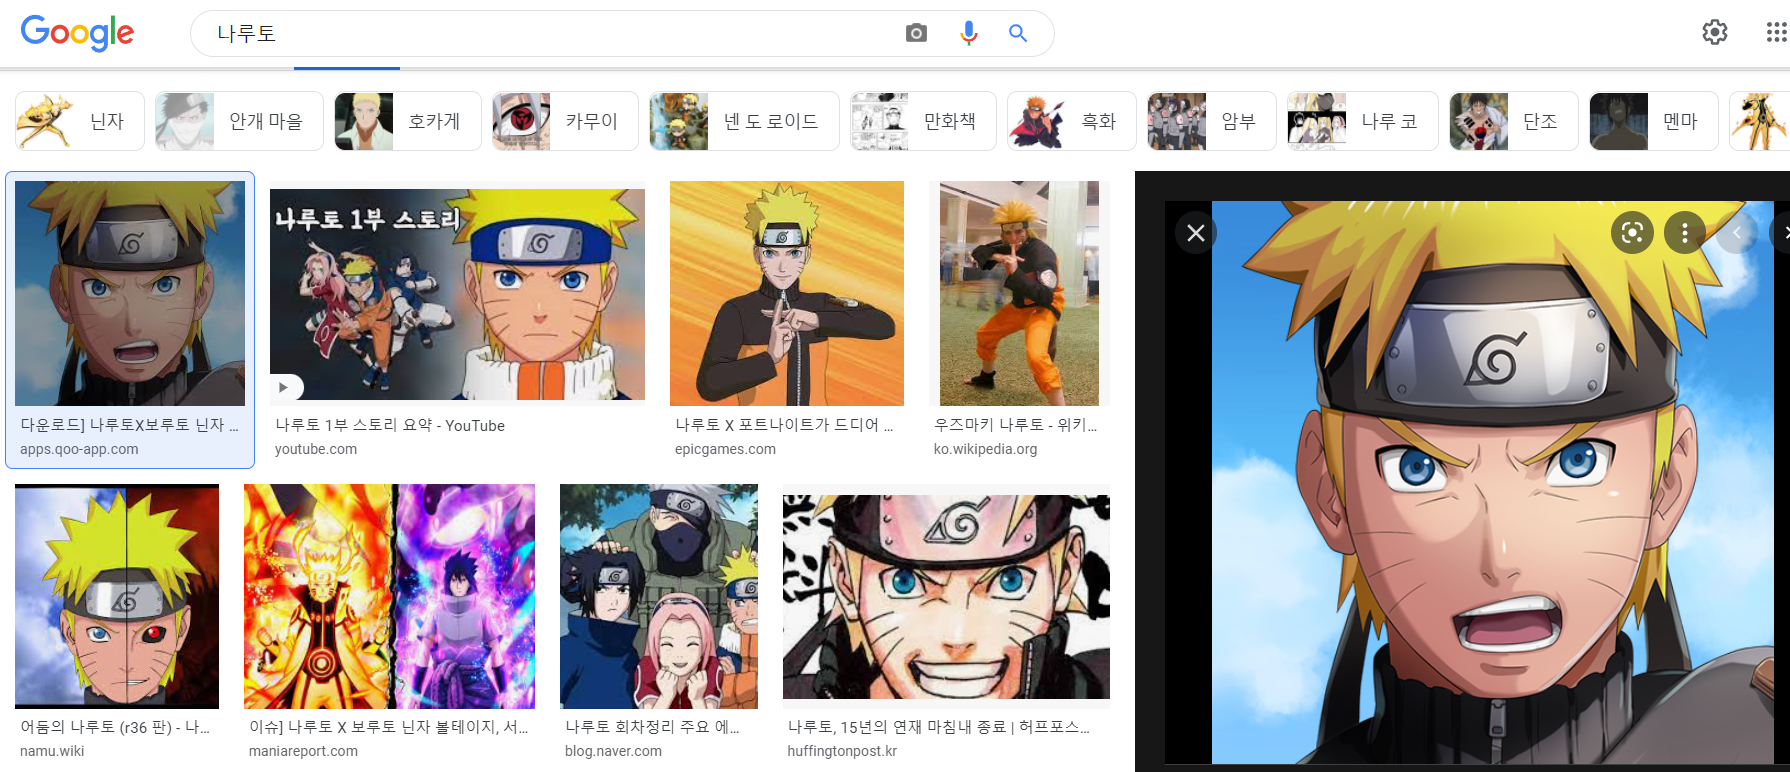 Google
나루토
닌자
안개 마을
호카게
카무이
넨 도 로이드
만화책
흑화
암부
나루 코
단조
멘마
나루토 1부 스토리
다운로드] 나루토X보루토 닌자 ...
apps.qoo-app.com
나루토 1부 스토리 요약 - YouTube
youtube.com
나루토 X 포트나이트가 드디어 ...
epicgames.com
우즈마키 나루토 - 위키...
ko.wikipedia.org
어둠의 나루토 (r36 판) - 나...
namu.wiki
이슈] 나루토 X 보루토 닌자 볼테이지, 서...
maniareport.com
나루토 회차정리 주요 에...
blog.naver.com
나루토, 15년의 연재 마침내 종료 | 허프포스...
huffingtonpost.kr